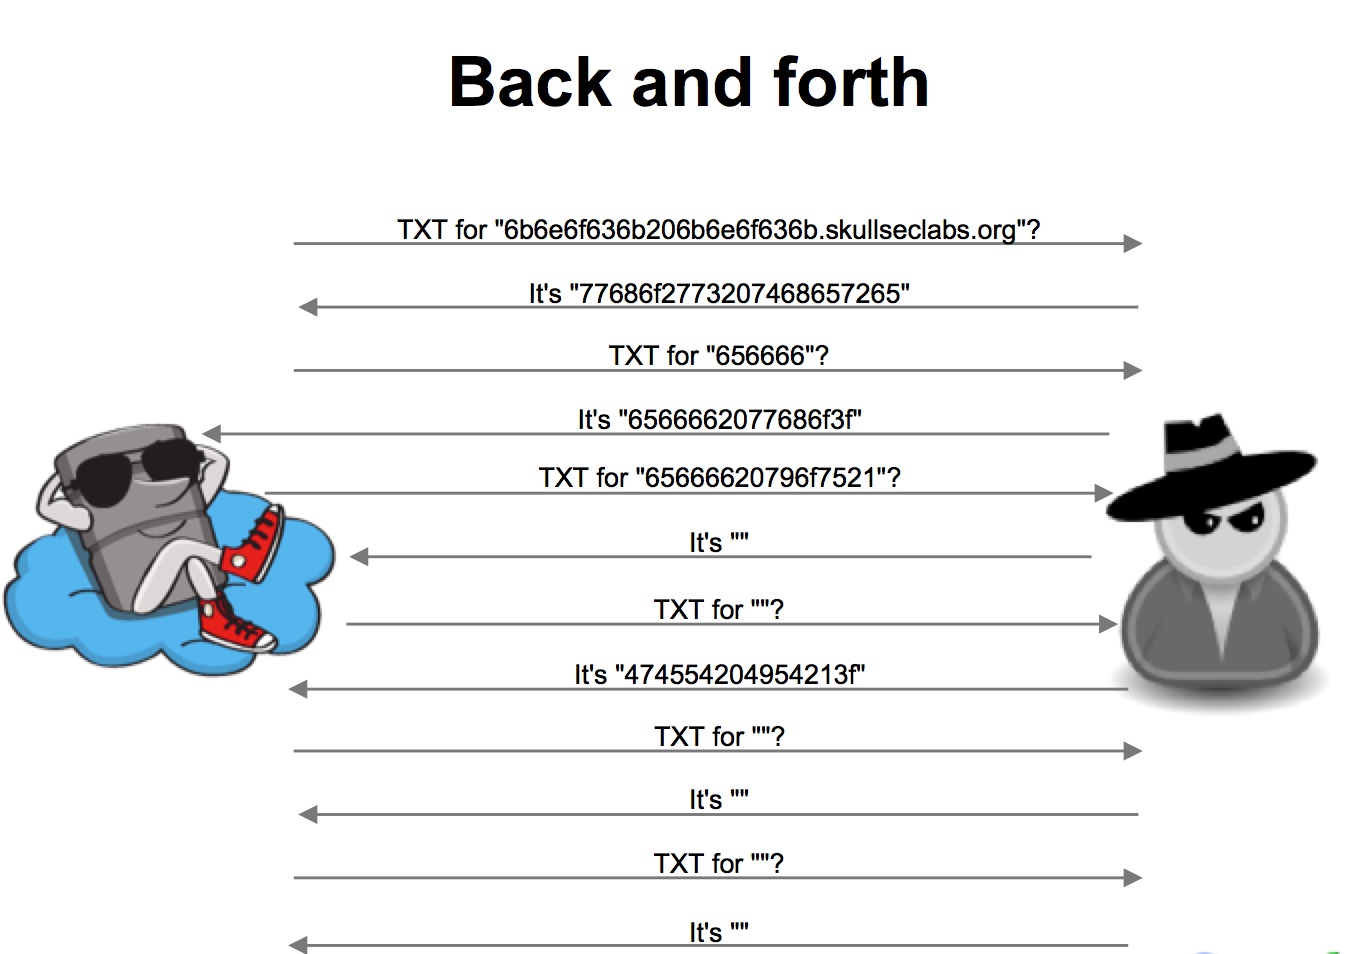 Back and forth
TXT for "6b6e6f636b206b6e6f636b.skullseclabs.org"?
It's "77686f2773207468657265"
TXT for "656666"?
It's "6566662077686f3f"
TXT for "65666620796f7521"?
It's ""
TXT for ""?
It's "474554204954213f"
TXT for ""?
It's ""
TXT for ""?
It's ""